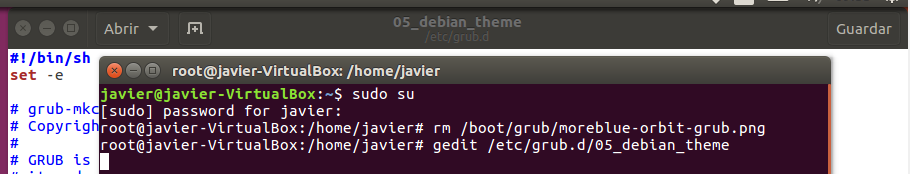 Abrir
05_debian_theme
/etc/grub.d
Guardar
#!/bin/sh
set -e
# grub-mkc
# Copyrigh
#
# GRUB is
root@javier-VirtualBox: /home/javier
javier@javier-VirtualBox:~$ sudo su
[sudo] password for javier:
root@javier-VirtualBox:/home/javier# rm /boot/grub/moreblue-orbit-grub.png
root@javier-VirtualBox:/home/javier# gedit /etc/grub.d/05_debian_theme